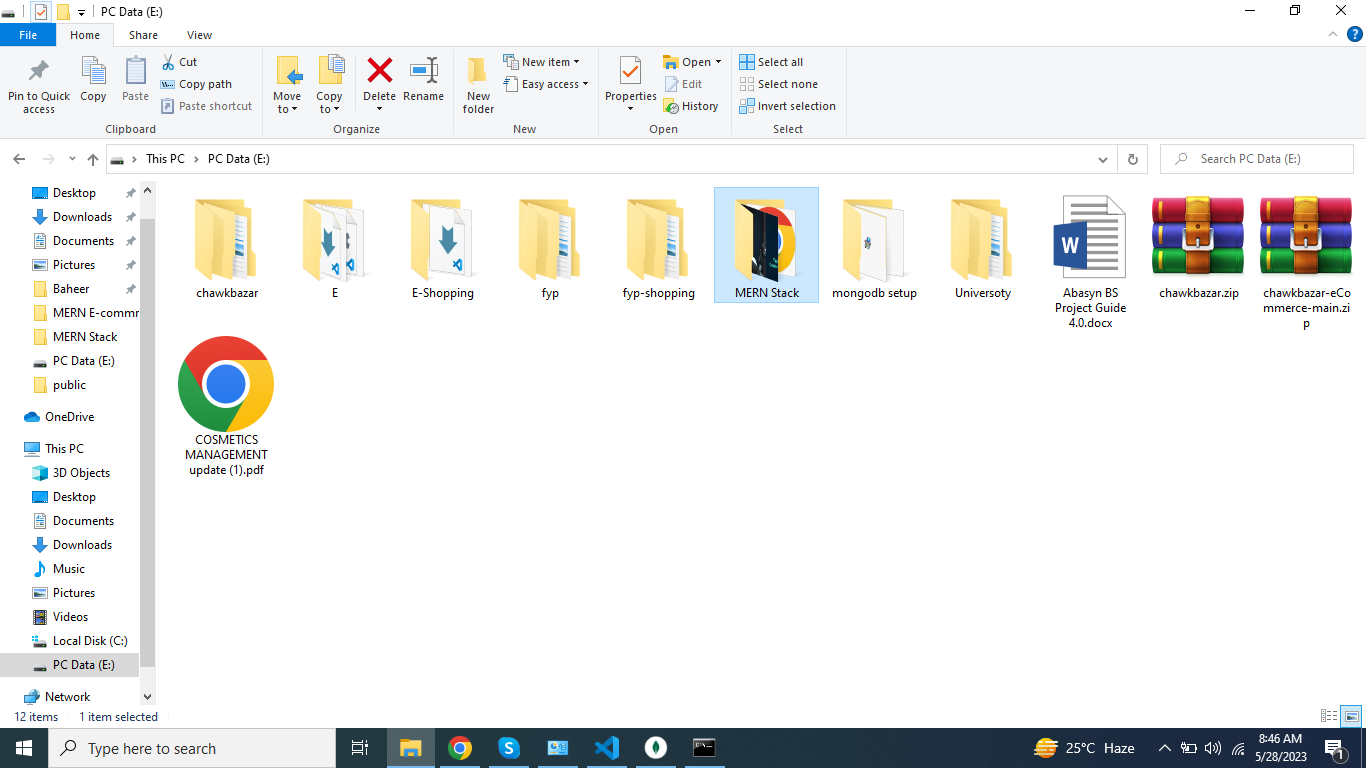 PC Data (E:)
File Home Share View
Pin to Quick access
Copy
Paste
Cut
Copy path
Paste shortcut
Clipboard
Move to
Copy to
Delete
Rename
Organize
New folder
New item
Easy access
New
Properties
Open
Edit
History
Open
Select all
Select none
Invert selection
Select
This PC > PC Data (E:)
Search PC Data (E:)
Desktop
Downloads
Documents
Pictures
Baheer
MERN E-comm
MERN Stack
PC Data (E:)
public
OneDrive
This PC
3D Objects
Desktop
Documents
Downloads
Music
Pictures
Videos
Local Disk (C:)
PC Data (E:)
Network
chawkbazar
E
E-Shopping
fyp
fyp-shopping
MERN Stack
mongodb setup
Universoty
W
Abasyn BS
Project Guide
4.0.docx
chawkbazar.zip
chawkbazar-eCo
mmerce-main.zi
p
COSMETICS
MANAGEMENT
update (1).pdf
12 items 1 item selected
Type here to search
S
25°C Haze
8:46 AM
5/28/2023
1